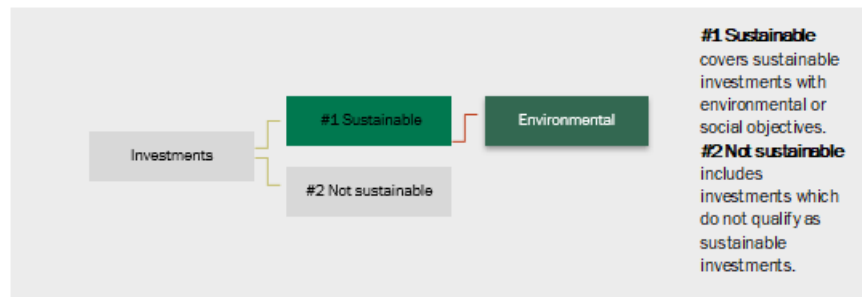 Investments
#1 Sustainable
Environmental
#2 Not sustainable
#1 Sustainable
covers sustainable
investments with
environmental or
social objectives.
#2 Not sustainable
includes
investments which
do not qualify as
sustainable
investments.